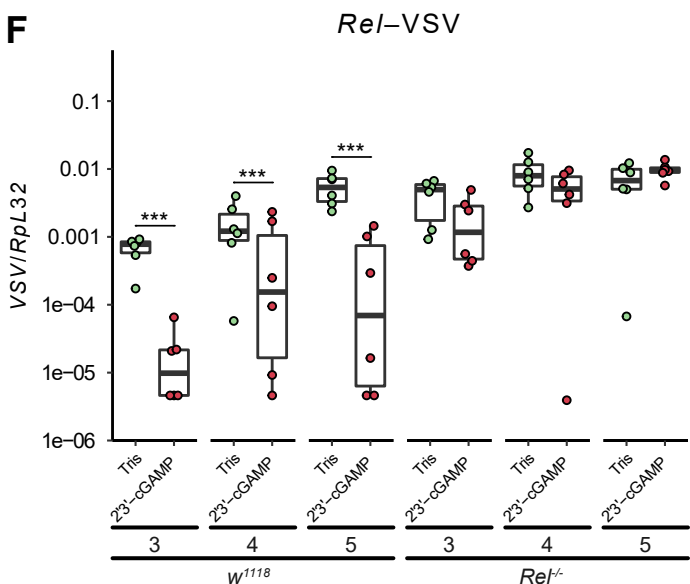 F
Rel–VSV
VSV/RpL32
0.1
0.01
0.001
1e−04
1e−05
1e−06
*** *** ***
Tris 2'3'−cGAMP Tris 2'3'−cGAMP Tris 2'3'−cGAMP Tris 2'3'−cGAMP Tris 2'3'−cGAMP Tris 2'3'−cGAMP
3 4 5 3 4 5
w1118 Rel-/-